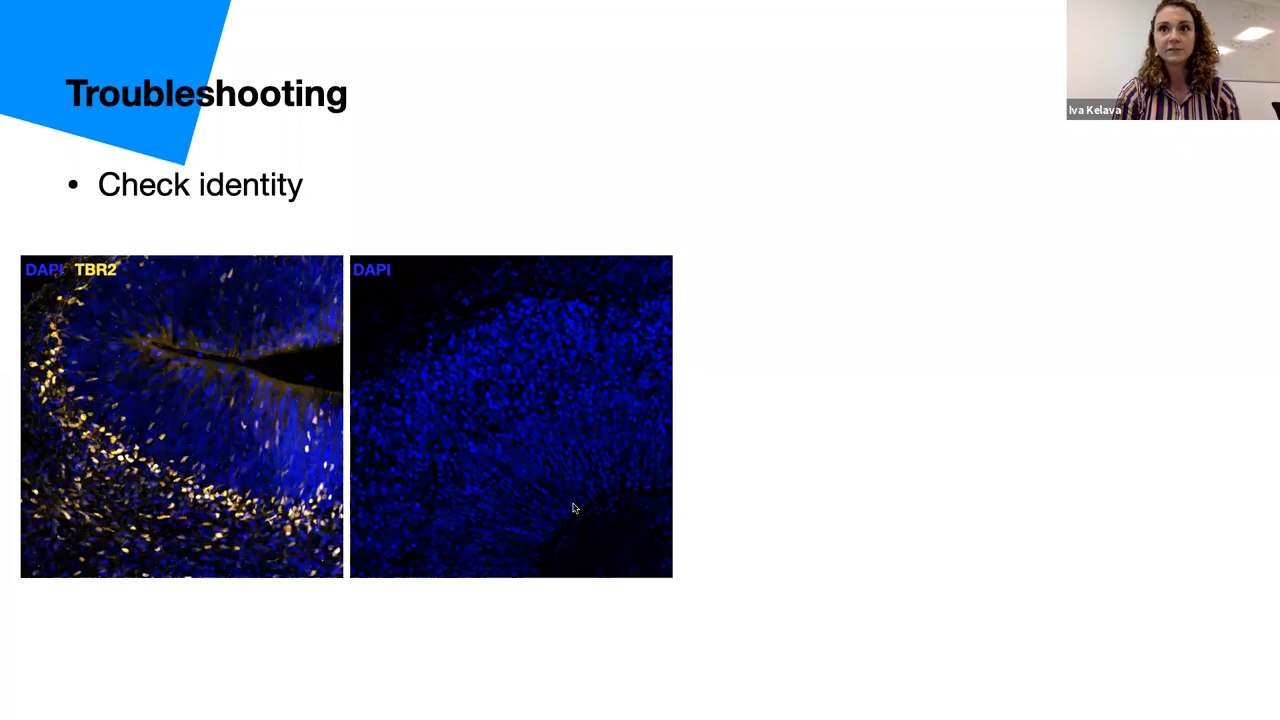 Troubleshooting
• Check identity
DAPI TBR2
DAPI
Iva Kelava